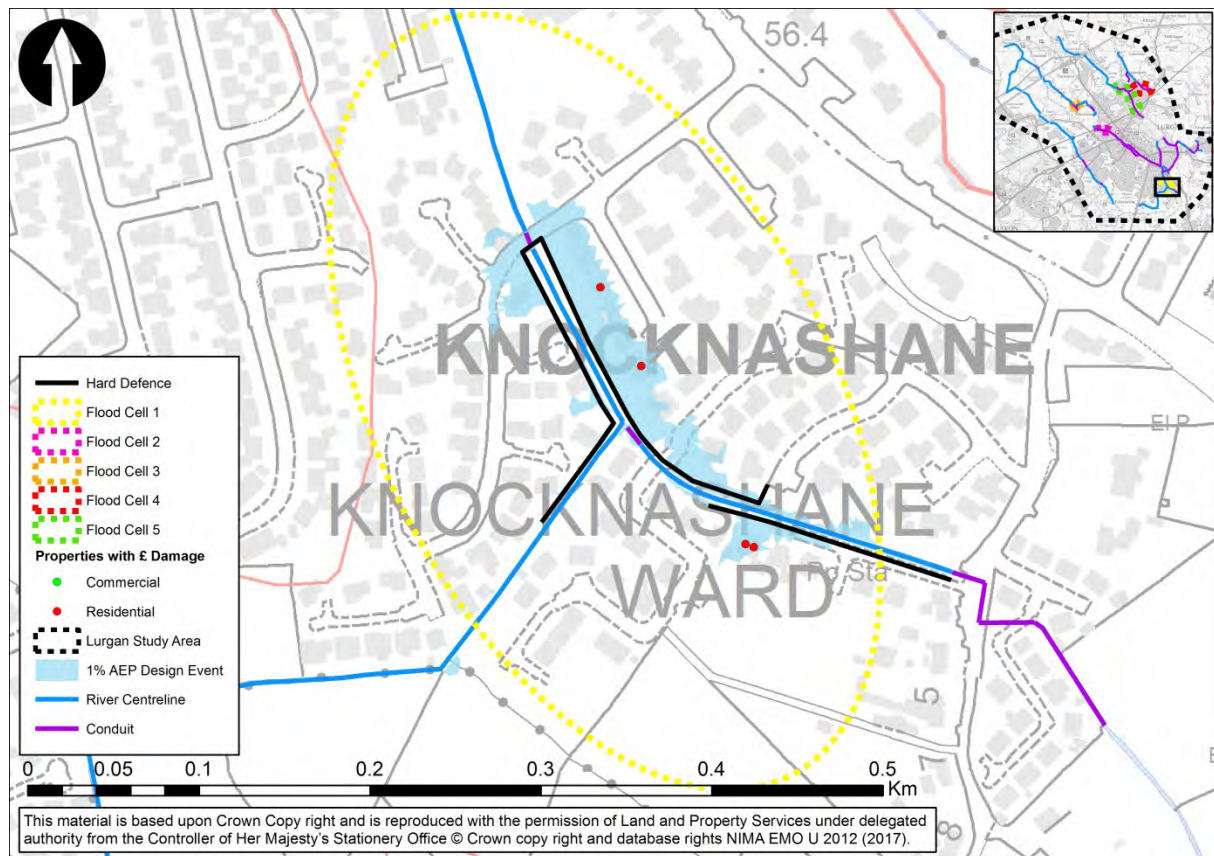 56.4
KNOCKNASHANE
El P
KNOCKNASHANE
WARD
Pp Sta
5
7
8
Hard Defence
Flood Cell 1
Flood Cell 2
Flood Cell 3
Flood Cell 4
Flood Cell 5
Properties with £ Damage
Commercial
Residential
Lurgan Study Area
1% AEP Design Event
River Centreline
Conduit
0 0.05 0.1 0.2 0.3 0.4 0.5
Km
This material is based upon Crown Copy right and is reproduced with the permission of Land and Property Services under delegated
authority from the Controller of Her Majesty's Stationery Office © Crown copy right and database rights NIMA EMO U 2012 (2017).